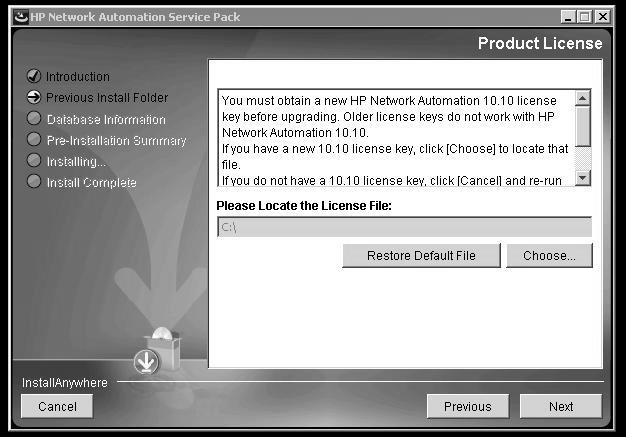 HP Network Automation Service Pack
Product License
Introduction
Previous Install Folder
Database Information
Pre-Installation Summary
Installing...
Install Complete
You must obtain a new HP Network Automation 10.10 license
key before upgrading. Older license keys do not work with HP
Network Automation 10.10.
If you have a new 10.10 license key, click [Choose] to locate that
file.
If you do not have a 10.10 license key, click [Cancel] and re-run
Please Locate the License File:
C:\
Restore Default File
Choose...
InstallAnywhere
Cancel
Previous
Next